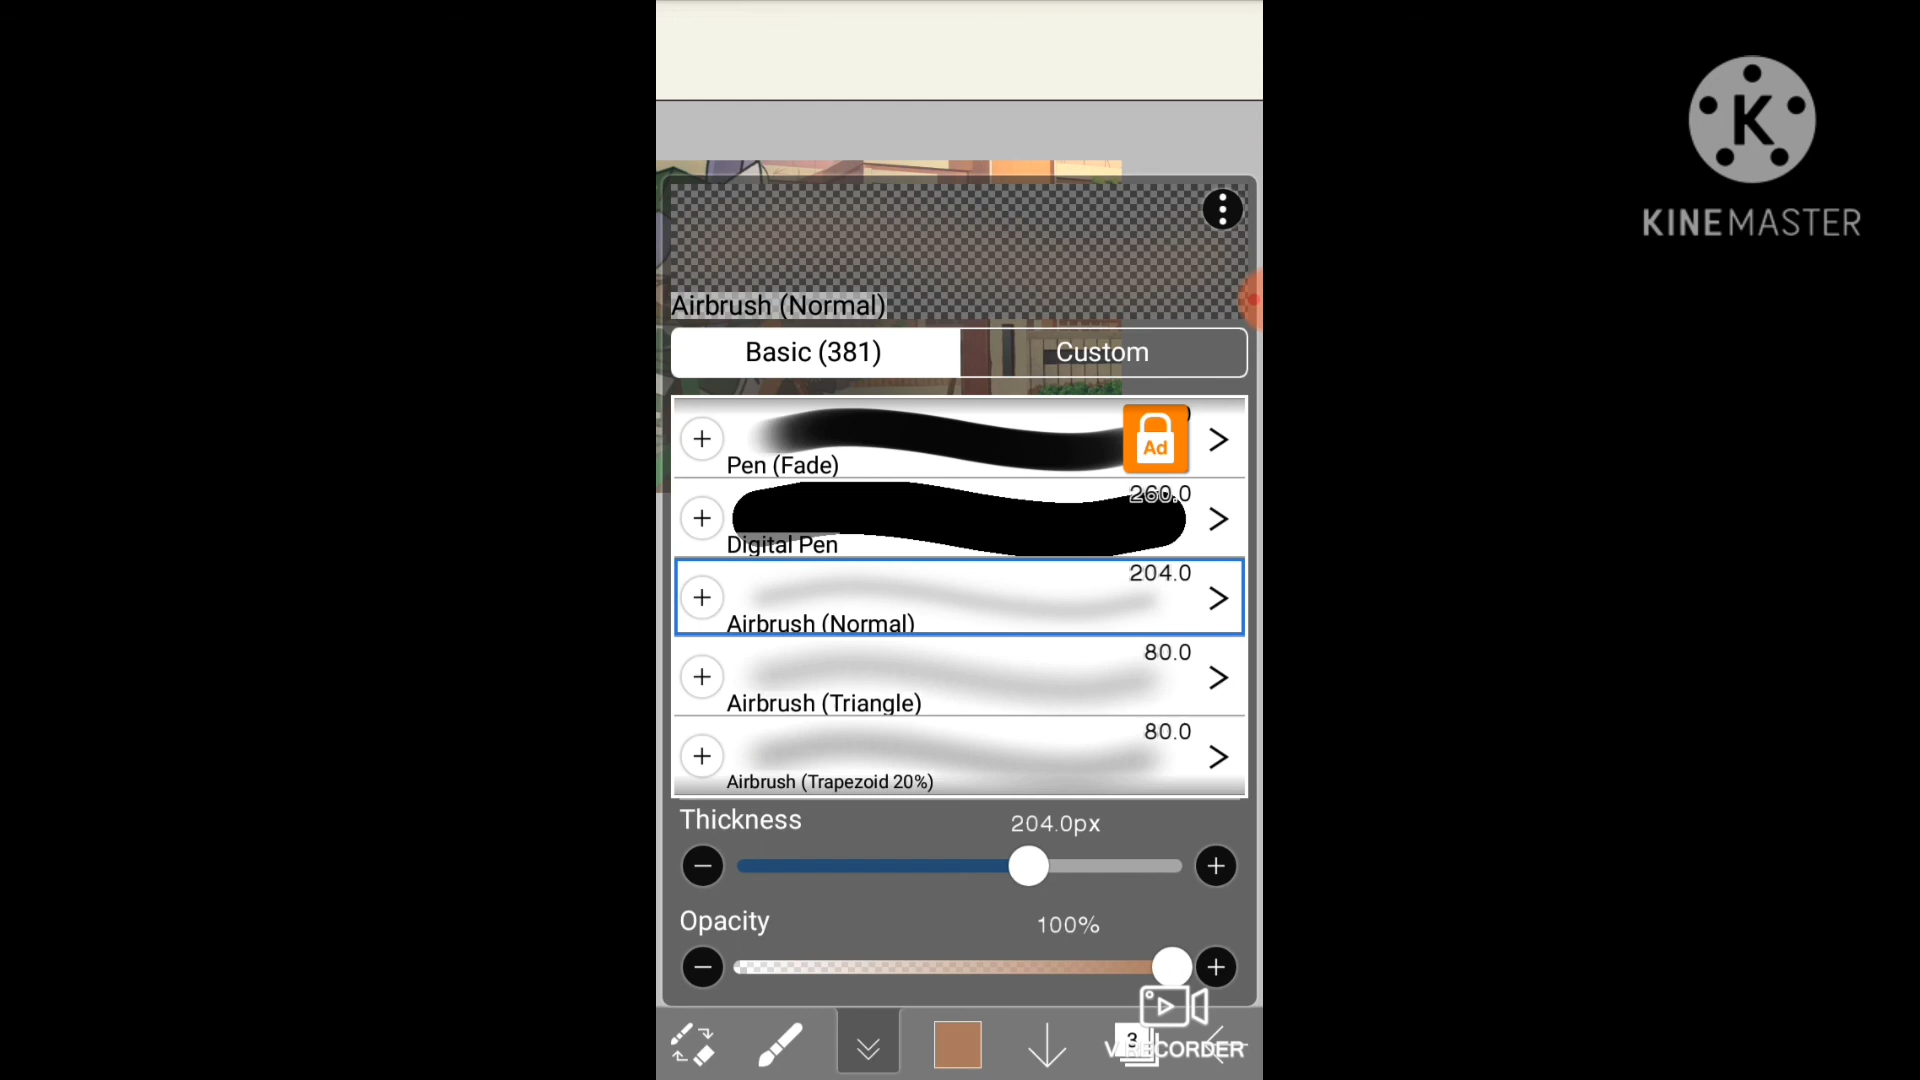 K
KINEMASTER
Airbrush (Normal)
Basic (381)
Custom
Pen (Fade)
Ad
260.0
Digital Pen
204.0
Airbrush (Normal)
80.0
Airbrush (Triangle)
80.0
Airbrush (Trapezoid 20%)
Thickness
204.0px
Opacity
100%
3